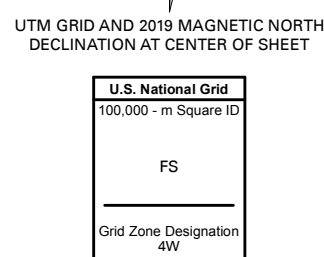 UTM GRID AND 2019 MAGNETIC NORTH
DECLINATION AT CENTER OF SHEET
U.S. National Grid
100,000 - m Square ID
FS
Grid Zone Designation
4W